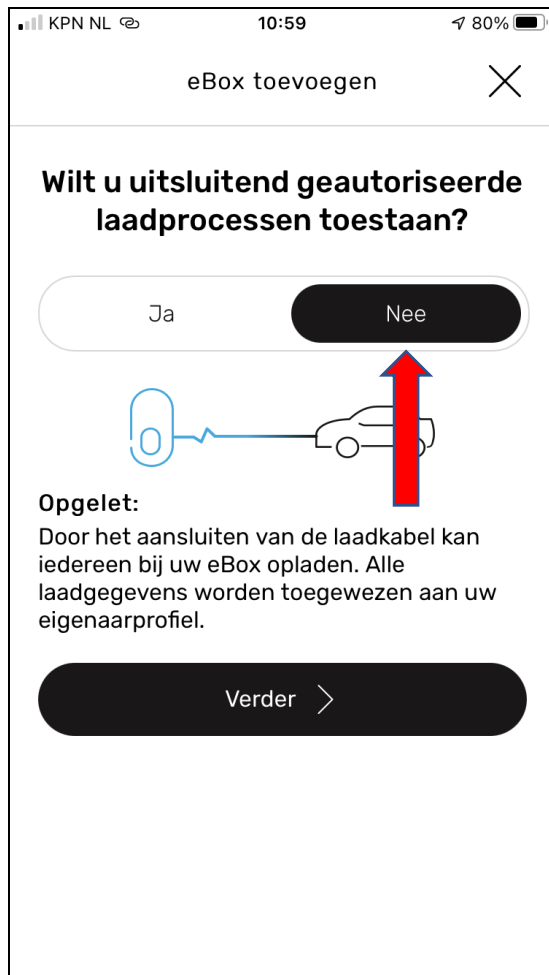 KPN NL 10:59 80%
eBox toevoegen
Wilt u uitsluitend geautoriseerde
laadprocessen toestaan?
Ja Nee
Opgelet:
Door het aansluiten van de laadkabel kan
iedereen bij uw eBox opladen. Alle
laadgegevens worden toegewezen aan uw
eigenaarprofiel.
Verder